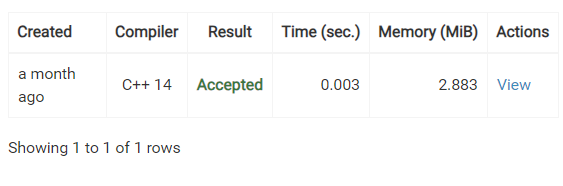 Created Compiler Result Time (sec.) Memory (MiB) Actions
a month
ago
C++ 14 Accepted 0.003 2.883 View
Showing 1 to 1 of 1 rows